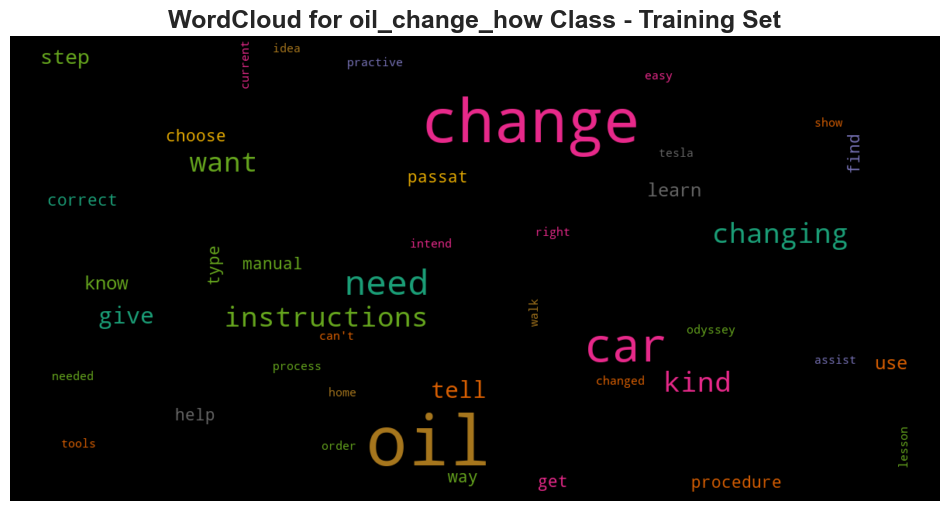 WordCloud for oil_change_how Class - Training Set
step
current
idea
practive
easy
change
show
choose
want
tesla
find
passat
learn
correct
right
changing
intend
type
manual
know
need
give
instructions
walk
can't
odyssey
car
assist
use
process
needed
changed
kind
home
tell
help
oil
tools
order
lesson
way
get
procedure